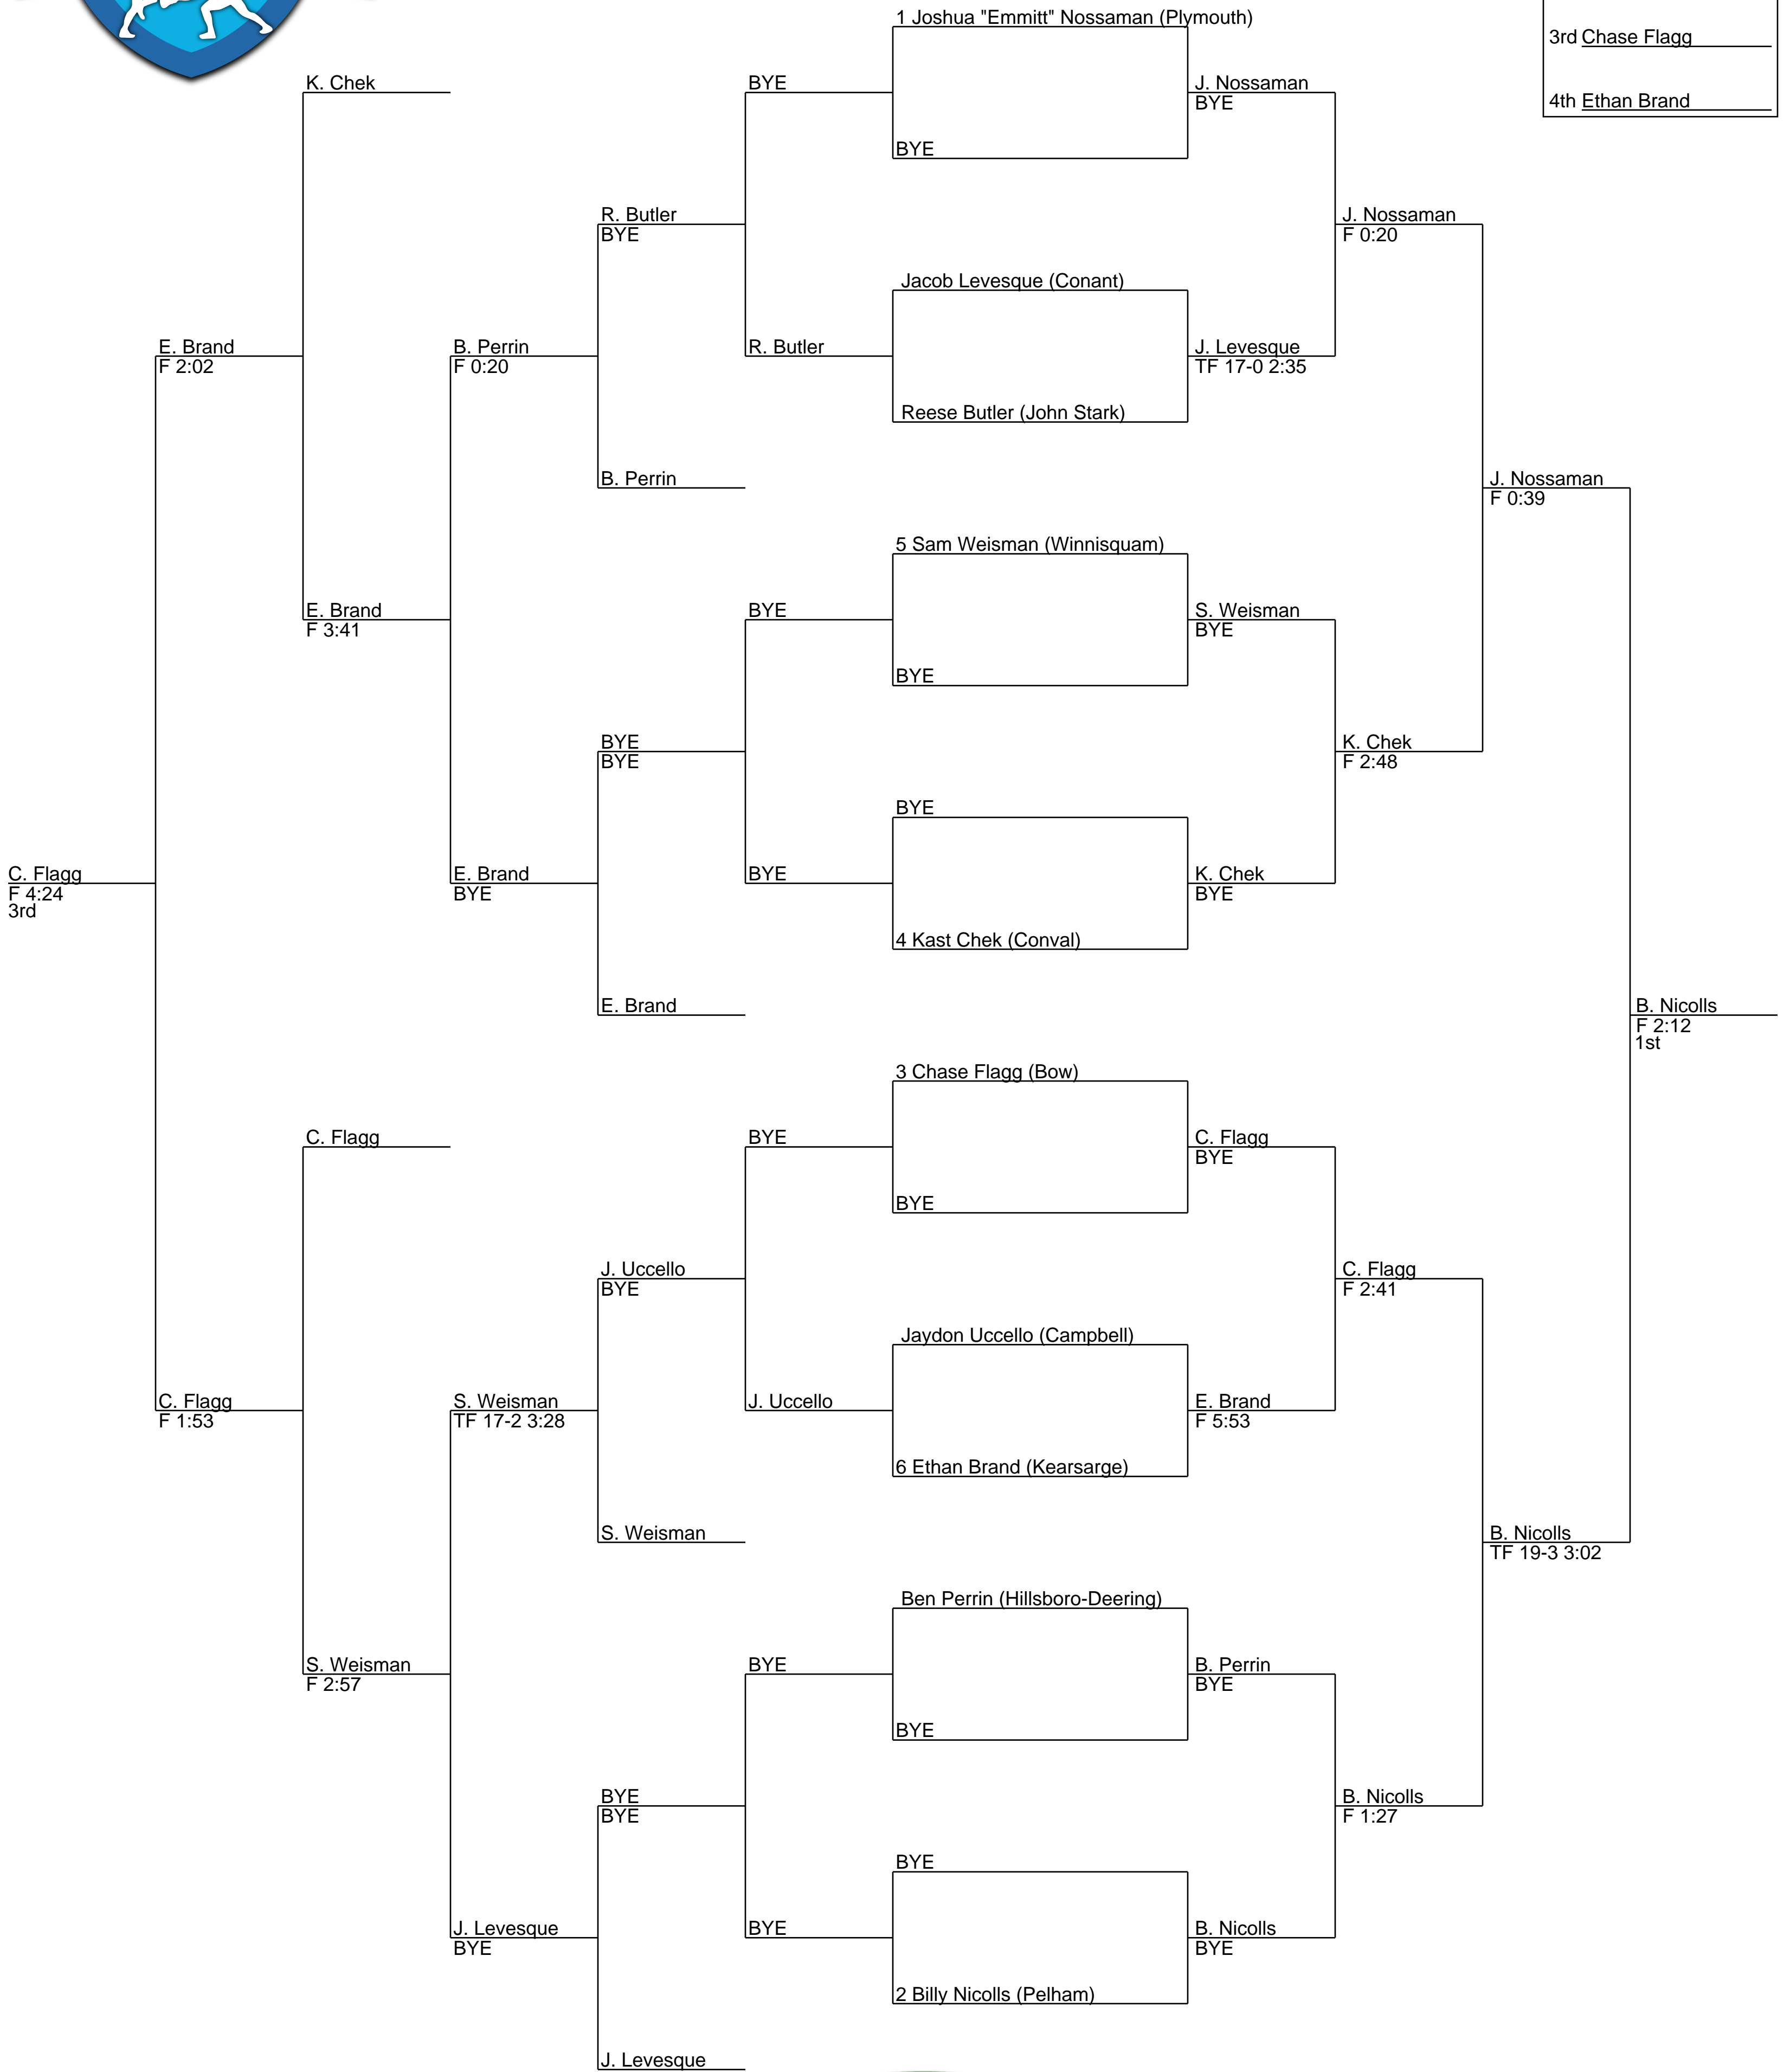 1 Joshua "Emmitt" Nossaman (Plymouth)
3rd Chase Flagg
K. Chek
BYE
J. Nossaman
BYE
4th Ethan Brand
BYE
R. Butler
BYE
J. Nossaman
F 0:20
Jacob Levesque (Conant)
E. Brand
F 2:02
B. Perrin
F 0:20
R. Butler
J. Levesque
TF 17-0 2:35
Reese Butler (John Stark)
B. Perrin
J. Nossaman
F 0:39
5 Sam Weisman (Winnisquam)
E. Brand
F 3:41
BYE
S. Weisman
BYE
BYE
BYE
BYE
K. Chek
F 2:48
BYE
C. Flagg
F 4:24
3rd
E. Brand
BYE
BYE
K. Chek
BYE
4 Kast Chek (Conval)
E. Brand
B. Nicolls
F 2:12
1st
3 Chase Flagg (Bow)
C. Flagg
BYE
C. Flagg
BYE
BYE
J. Uccello
BYE
C. Flagg
F 2:41
Jaydon Uccello (Campbell)
C. Flagg
F 1:53
S. Weisman
TF 17-2 3:28
J. Uccello
E. Brand
F 5:53
6 Ethan Brand (Kearsarge)
S. Weisman
B. Nicolls
TF 19-3 3:02
Ben Perrin (Hillsboro-Deering)
S. Weisman
F 2:57
BYE
B. Perrin
BYE
BYE
BYE
BYE
B. Nicolls
F 1:27
BYE
J. Levesque
BYE
BYE
B. Nicolls
BYE
2 Billy Nicolls (Pelham)
J. Levesque